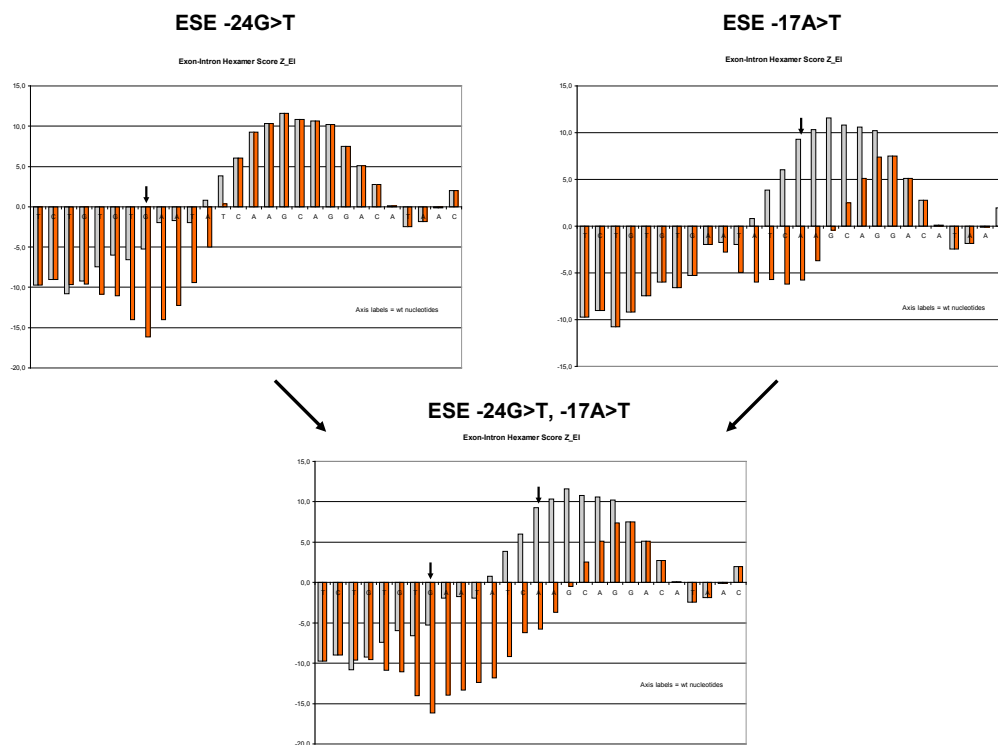 ESE -24G>T
Exon-Intron Hexamer Score Z_EI
15,0
10,0
5,0
0,0
T C T G T G T G A A T A T C A A G C A G G A C A T A A C
-5,0
-10,0
Axis labels = wt nucleotides
-15,0
-20,0
ESE -17A>T
Exon-Intron Hexamer Score Z_EI
15,0
10,0
5,0
0,0
T C T G T G T G A A T A T C A A G C A G G A C A T A A
-5,0
Axis labels = wt nucleotides
-10,0
-15,0
ESE -24G>T, -17A>T
Exon-Intron Hexamer Score Z_EI
15,0
10,0
5,0
0,0
T C T G T G T G A A T A T C A A G C A G G A C A T A A C
-5,0
-10,0
Axis labels = wt nucleotides
-15,0
-20,0